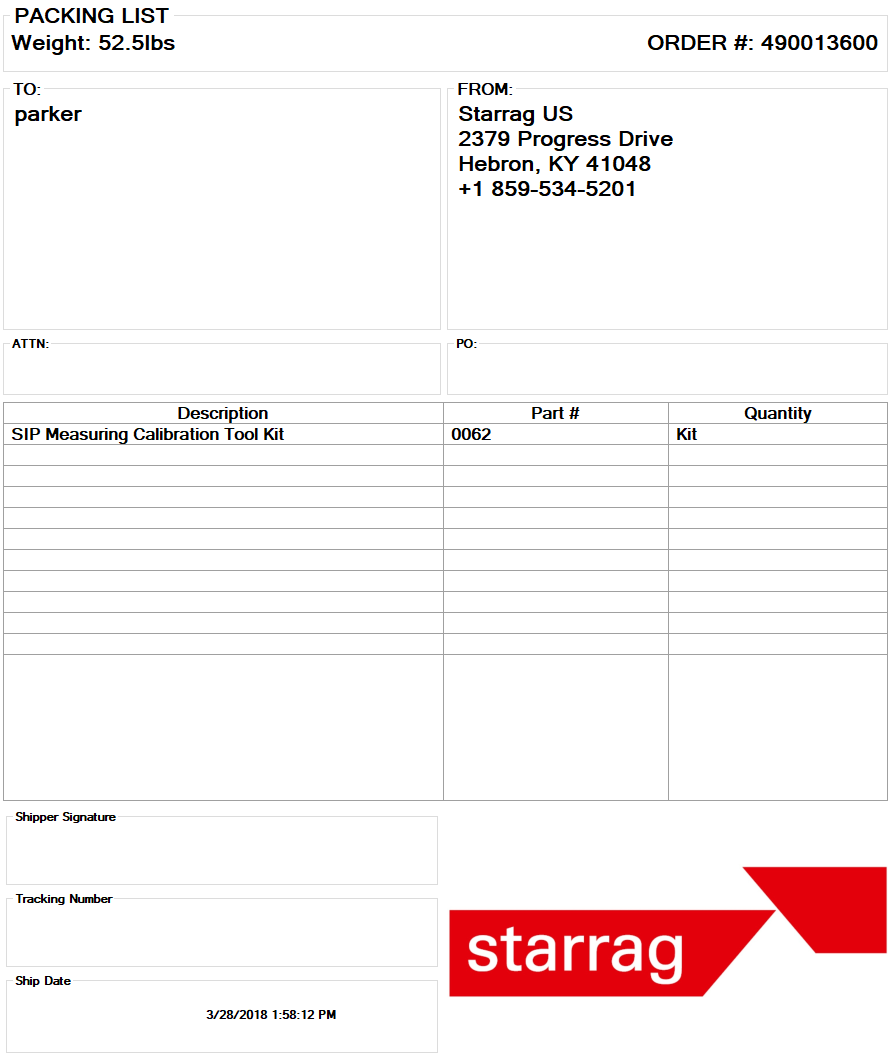 PACKING LIST
Weight: 52.5lbs
ORDER #: 490013600
TO:
parker
FROM:
Starrag US
2379 Progress Drive
Hebron, KY 41048
+1 859-534-5201
ATTN:
PO:
Description Part # Quantity
SIP Measuring Calibration Tool Kit 0062 Kit
Shipper Signature
Tracking Number
Ship Date
3/28/2018 1:58:12 PM
starrag